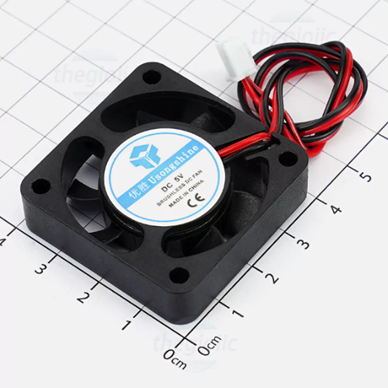 thegioiic
优胜 Usongshine
DC 5V
BRUSHLESS DC FAN
MADE IN CHINA
CE
5
4
3
2
1
0cm
4
3
2
1
0cm
thegioiic